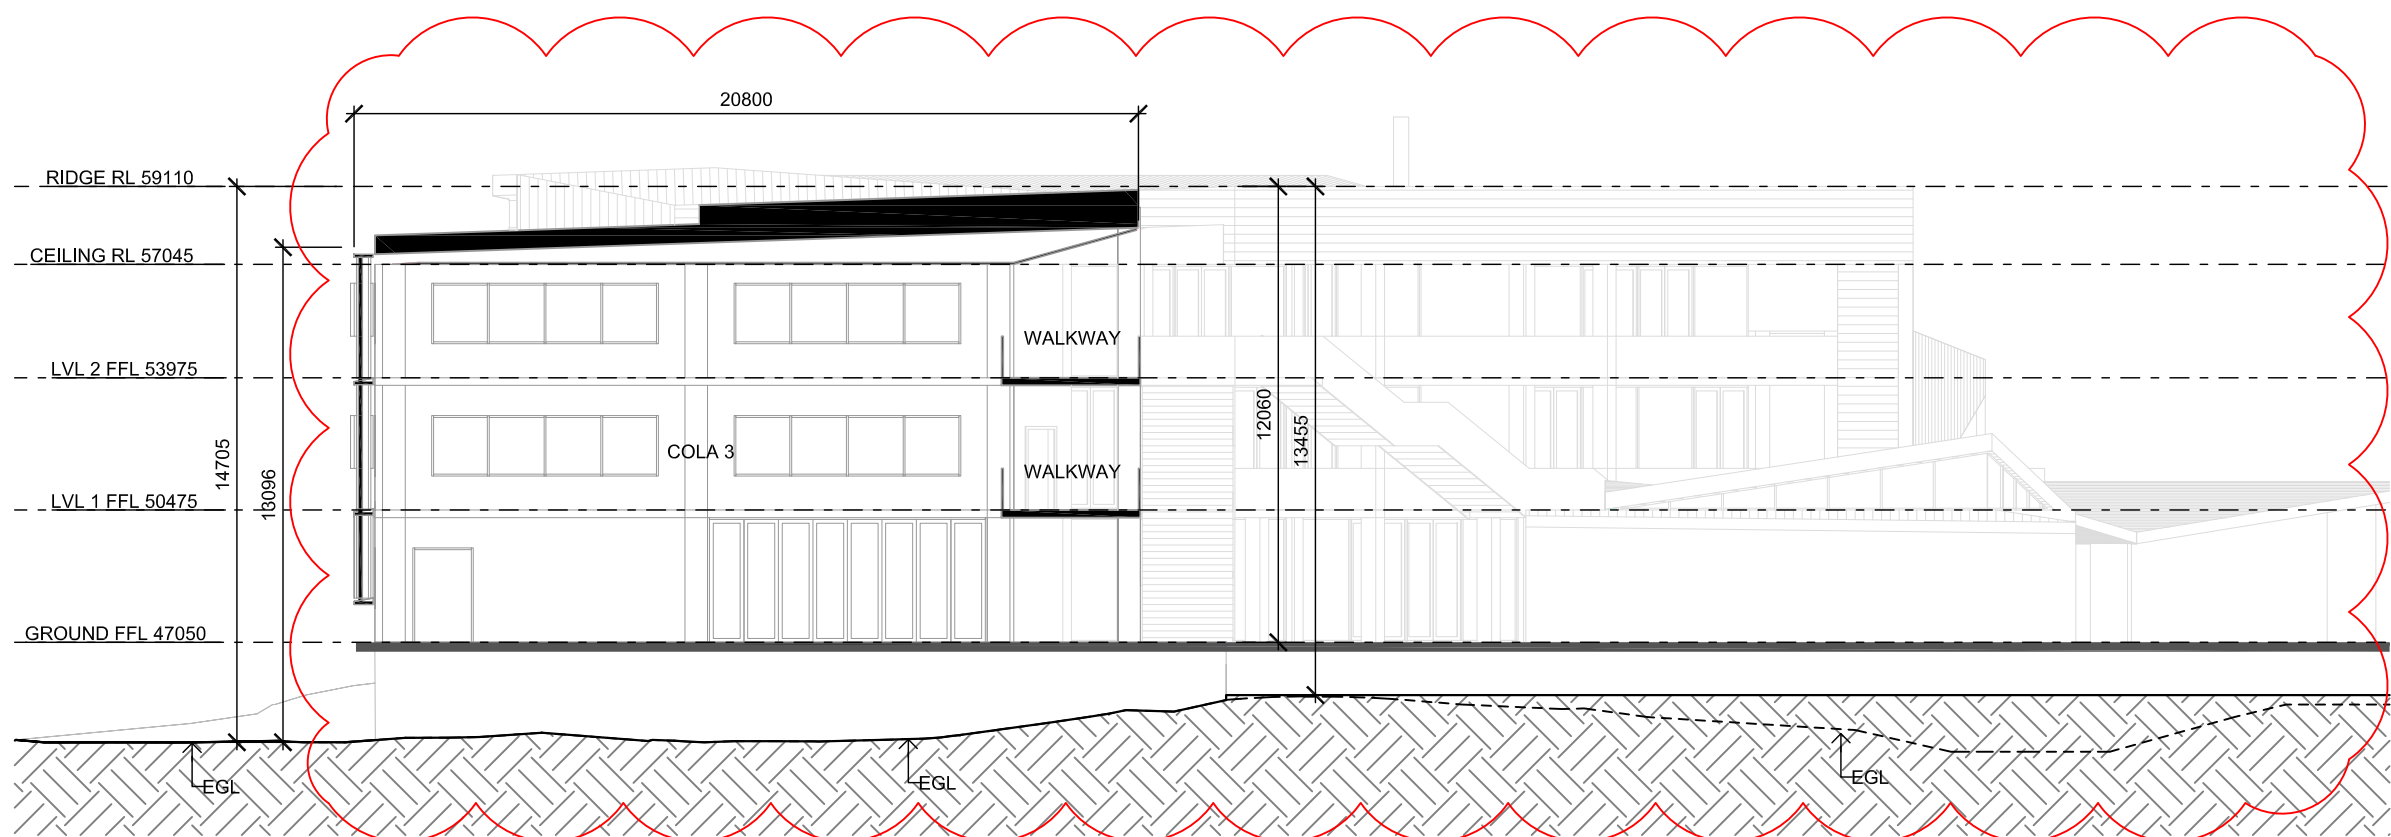 20800
RIDGE RL 59110
CEILING RL 57045
WALKWAY
LVL 2 FFL 53975
12060
13455
14705
COLA 3
WALKWAY
13096
LVL 1 FFL 50475
GROUND FFL 47050
EGL
EGL
EGL